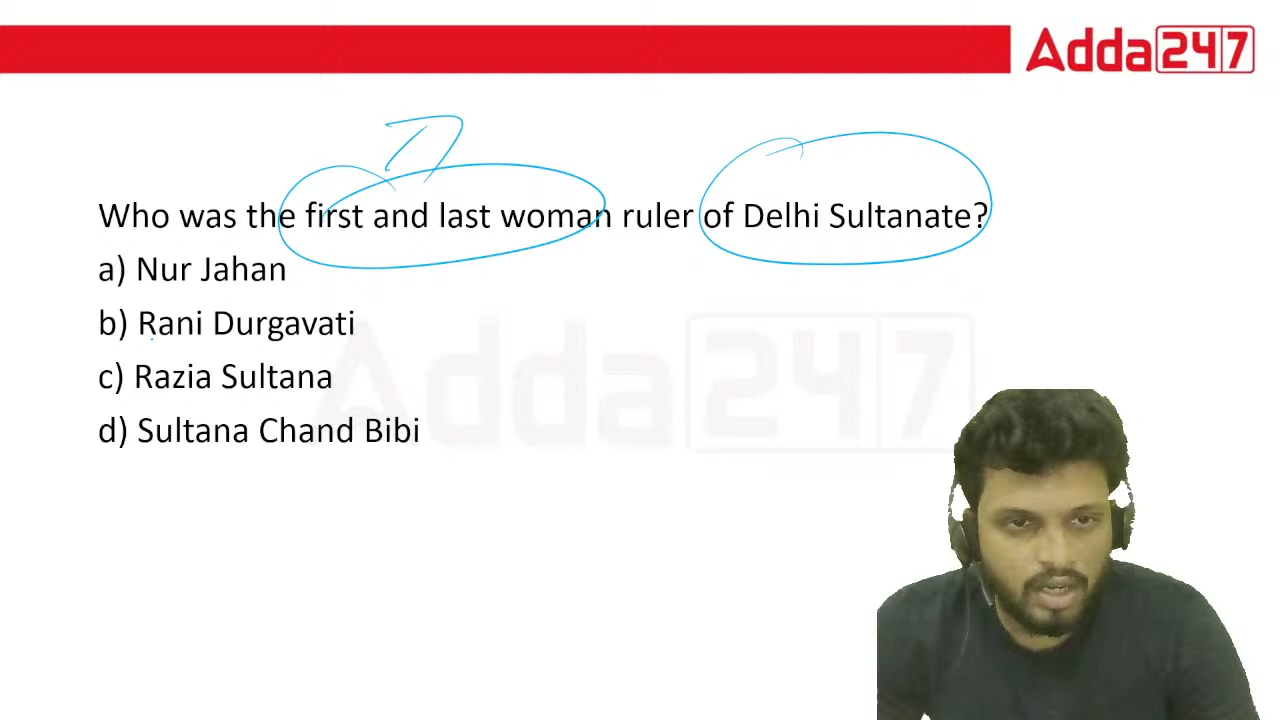 Adda247
Who was the first and last woman ruler of Delhi Sultanate?
a) Nur Jahan
b) Rani Durgavati
c) Razia Sultana
d) Sultana Chand Bibi
Adda247